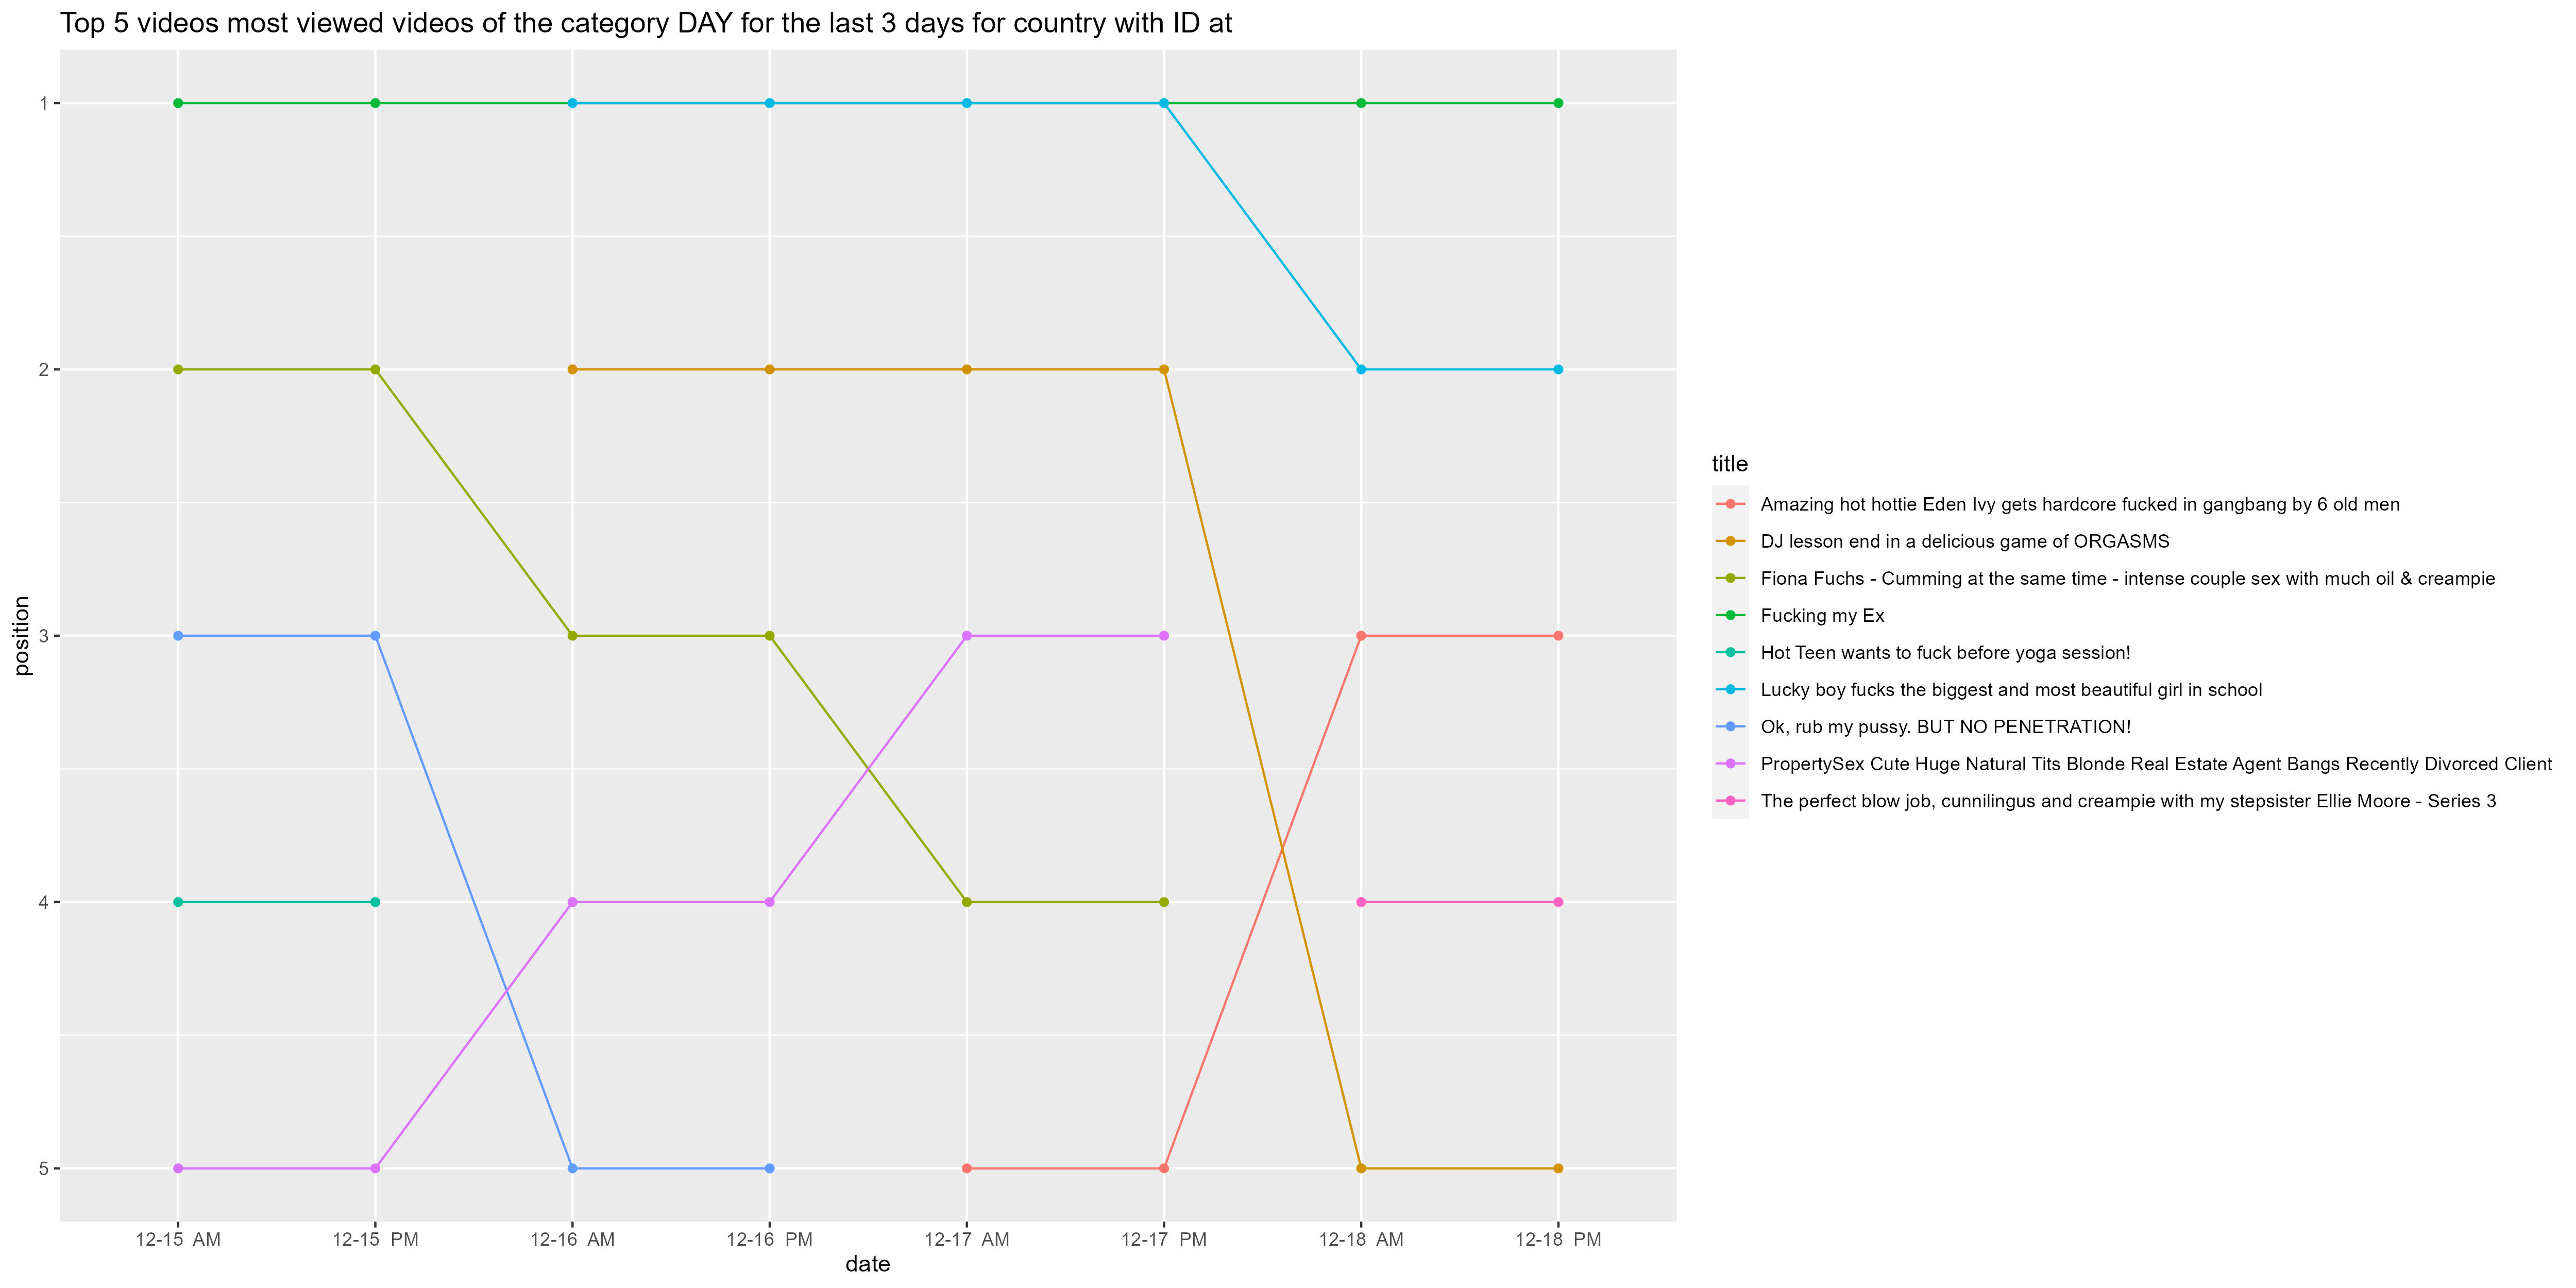 Top 5 videos most viewed videos of the category DAY for the last 3 days for country with ID at
position
1
2
3
4
5
12-15 AM
12-15 PM
12-16 AM
12-16 PM
12-17 AM
12-17 PM
12-18 AM
12-18 PM
date
title
Amazing hot hottie Eden Ivy gets hardcore fucked in gangbang by 6 old men
DJ lesson end in a delicious game of ORGASMS
Fiona Fuchs - Cumming at the same time - intense couple sex with much oil & creampie
Fucking my Ex
Hot Teen wants to fuck before yoga session!
Lucky boy fucks the biggest and most beautiful girl in school
Ok, rub my pussy. BUT NO PENETRATION!
PropertySex Cute Huge Natural Tits Blonde Real Estate Agent Bangs Recently Divorced Client
The perfect blow job, cunnilingus and creampie with my stepsister Ellie Moore - Series 3